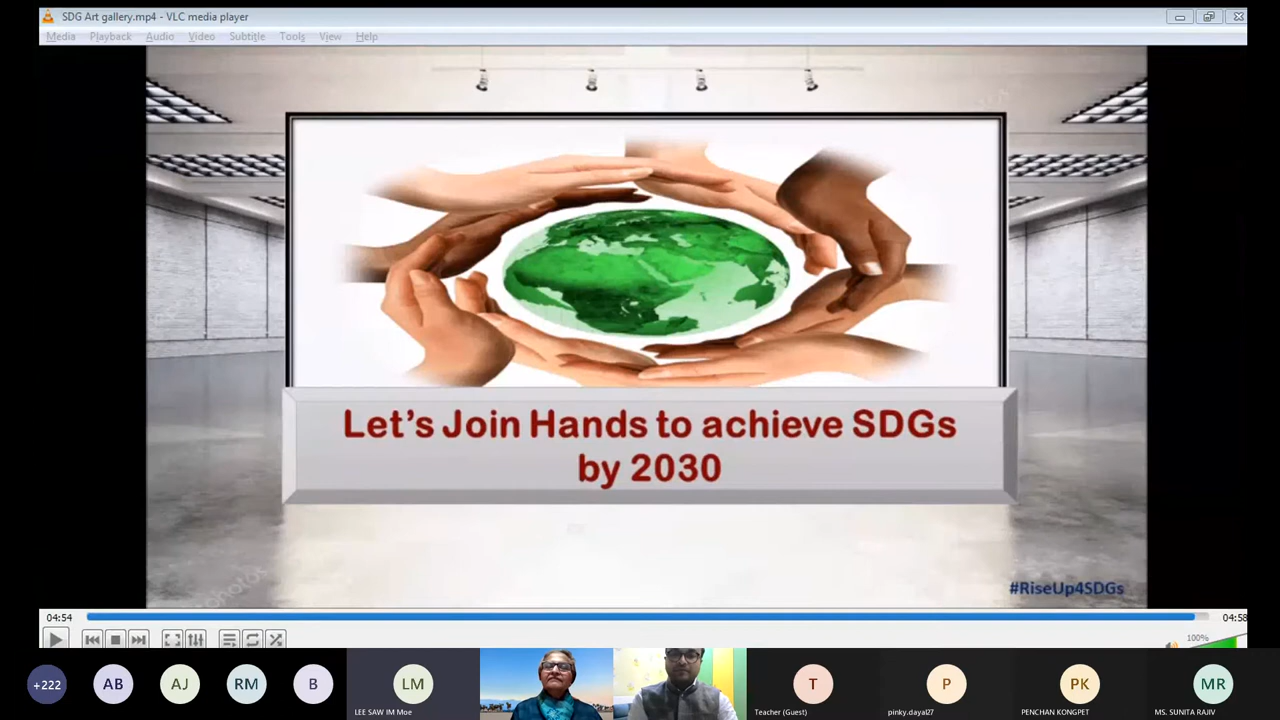 SDG Art gallery.mp4 - VLC media player
Media Playback Audio Video Subtitle Tools View Help
Let's Join Hands to achieve SDGs
by 2030
#RiseUp4SDGs
04:54
04:58
100%
+222
AB
AJ
RM
B
LM
LEE SAW IM Moe
T
Teacher (Guest)
P
pinky.dayal27
PK
PENCHAN KONGPET
MR
MS. SUNITA RAJIV